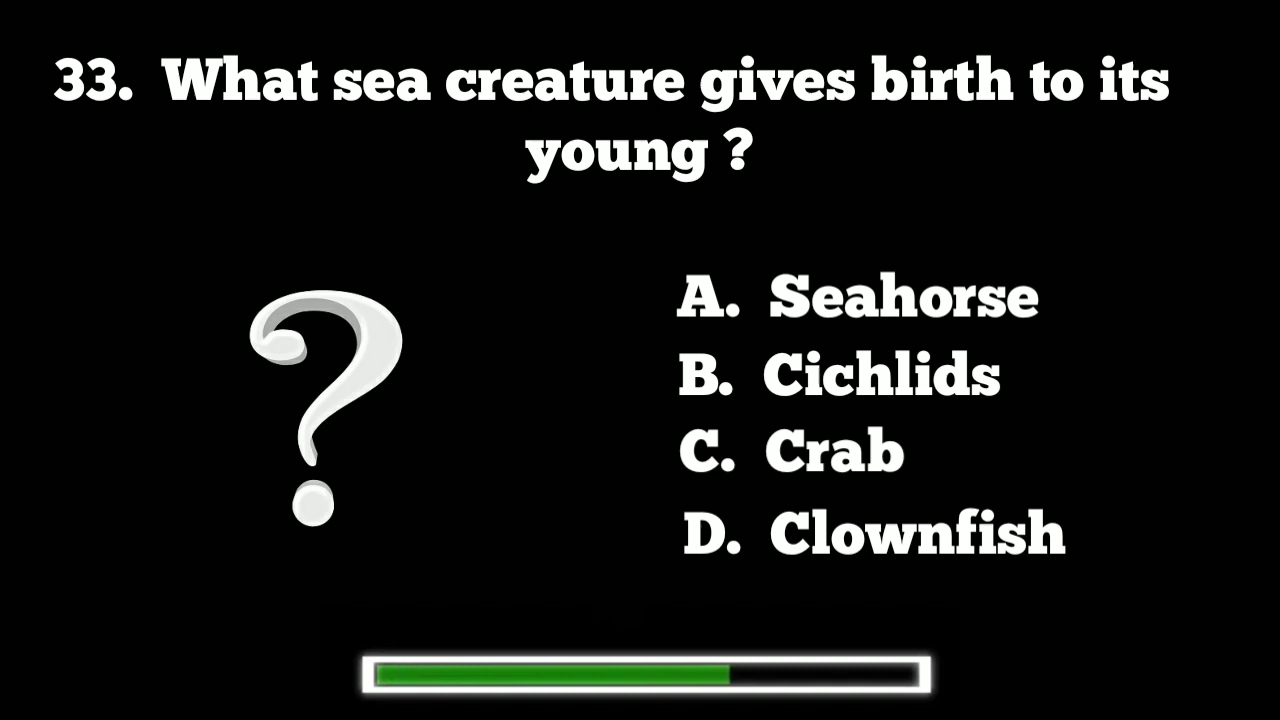 33. What sea creature gives birth to its
young ?
?
A. Seahorse
B. Cichlids
C. Crab
D. Clownfish